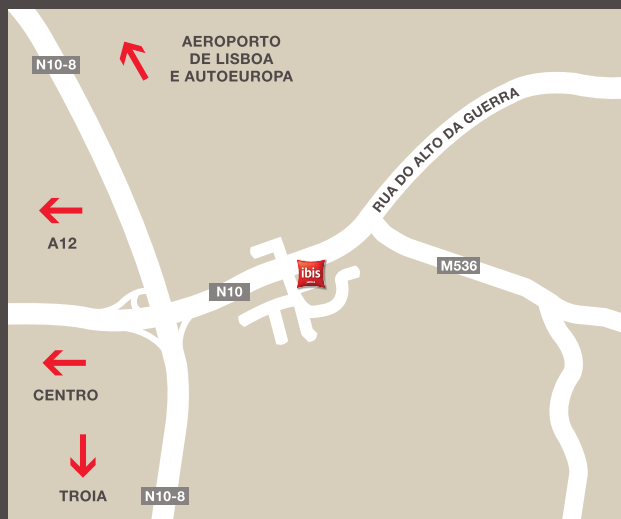 AEROPORTO
DE LISBOA
E AUTOEUROPA
N10-8
RUA DO ALTO DA GUERRA
A12
M536
ibis
N10
CENTRO
TROIA
N10-8